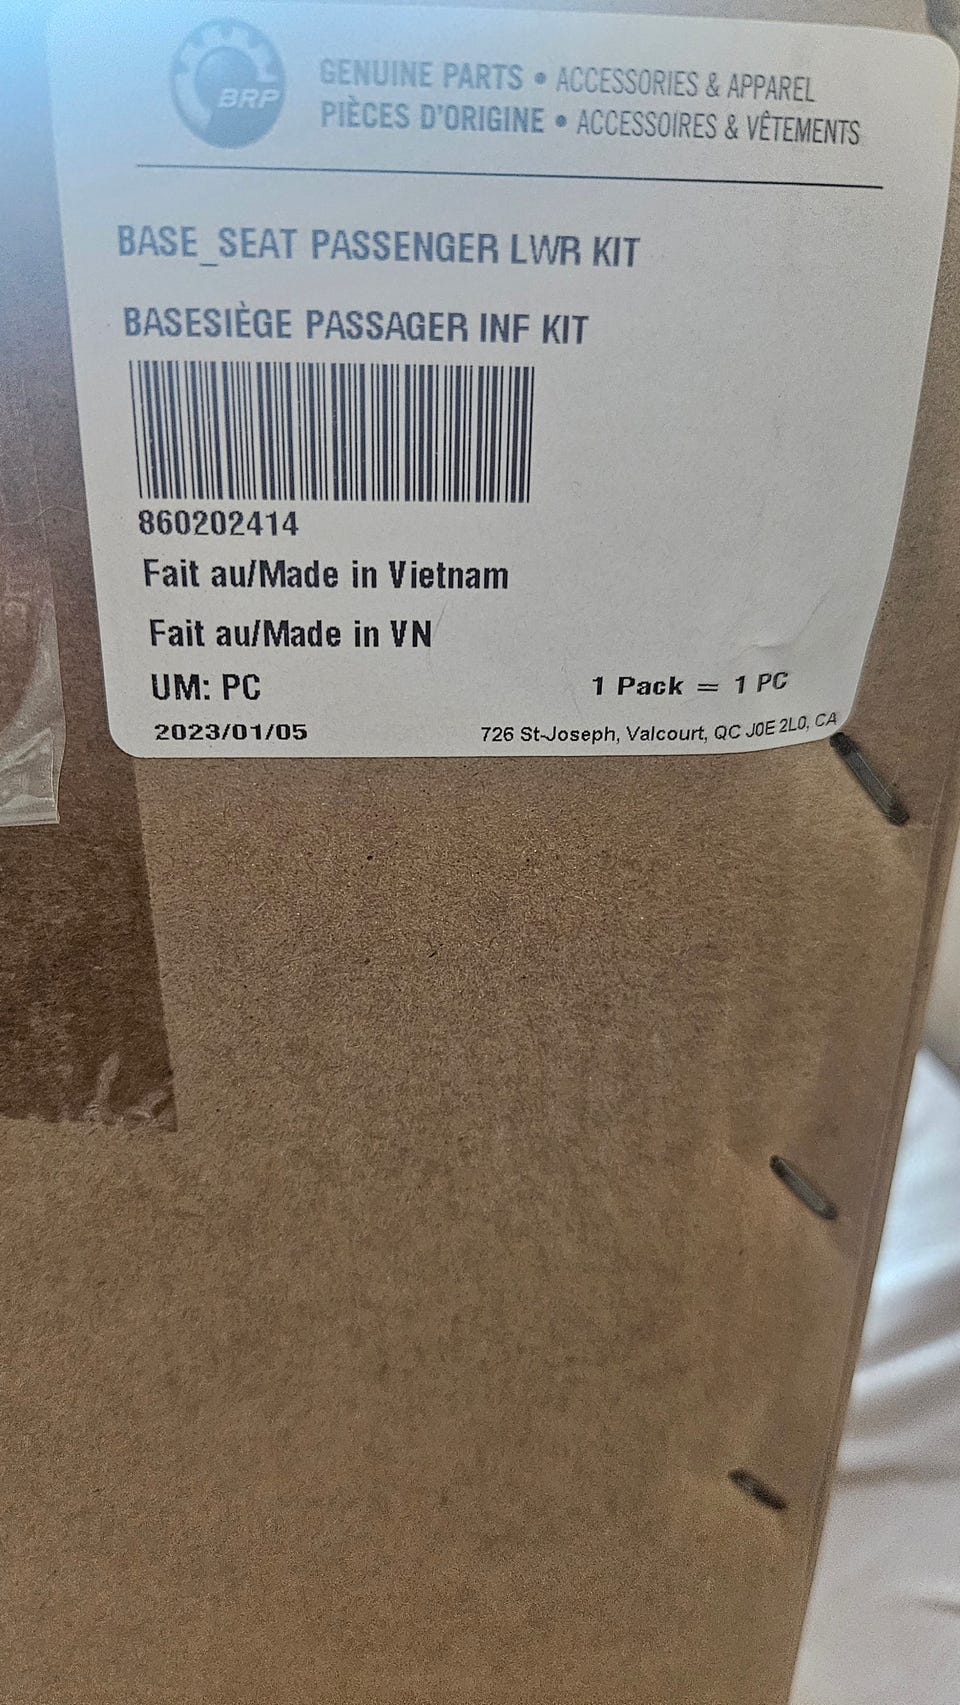 BRP
GENUINE PARTS • ACCESSORIES & APPAREL
PIÈCES D'ORIGINE • ACCESSOIRES & VÊTEMENTS
BASE_SEAT PASSENGER LWR KIT
BASESIÈGE PASSAGER INF KIT
860202414
Fait au/Made in Vietnam
Fait au/Made in VN
UM: PC
1 Pack = 1 PC
2023/01/05
726 St-Joseph, Valcourt, QC J0E 2L0, CA